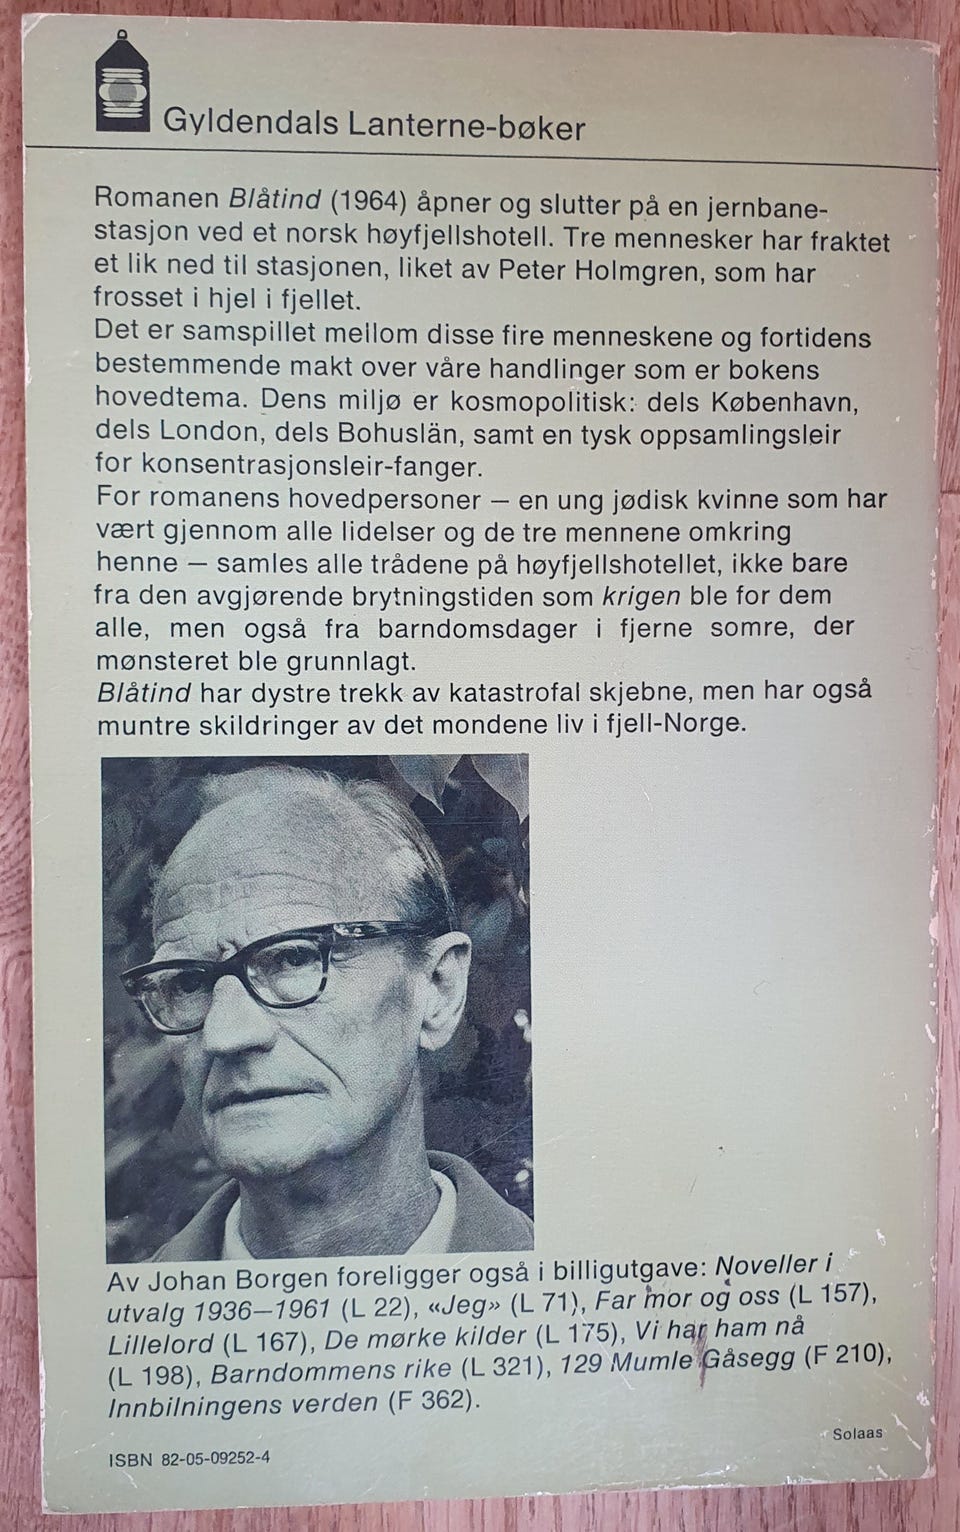 Gyldendals Lanterne-bøker
Romanen Blåtind (1964) åpner og slutter på en jernbane-
stasjon ved et norsk høyfjellshotell. Tre mennesker har fraktet
et lik ned til stasjonen, liket av Peter Holmgren, som har
frosset i hjel i fjellet.
Det er samspillet mellom disse fire menneskene og fortidens
bestemmende makt over våre handlinger som er bokens
hovedtema. Dens miljø er kosmopolitisk: dels København,
dels London, dels Bohuslän, samt en tysk oppsamlingsleir
for konsentrasjonsleir-fanger.
For romanens hovedpersoner – en ung jødisk kvinne som har
vært gjennom alle lidelser og de tre mennene omkring
henne – samles alle trådene på høyfjellshotellet, ikke bare
fra den avgjørende brytningstiden som krigen ble for dem
alle, men også fra barndomsdager i fjerne somre, der
mønsteret ble grunnlagt.
Blåtind har dystre trekk av katastrofal skjebne, men har også
muntre skildringer av det mondene liv i fjell-Norge.
Av Johan Borgen foreligger også i billigutgave: Noveller i
utvalg 1936–1961 (L 22), «Jeg» (L 71), Far mor og oss (L 157),
Lillelord (L 167), De mørke kilder (L 175), Vi har ham nå
(L 198), Barndommens rike (L 321), 129 Mumle Gåsegg (F 210),
Innbilningens verden (F 362).
Solaas
ISBN 82-05-09252-4